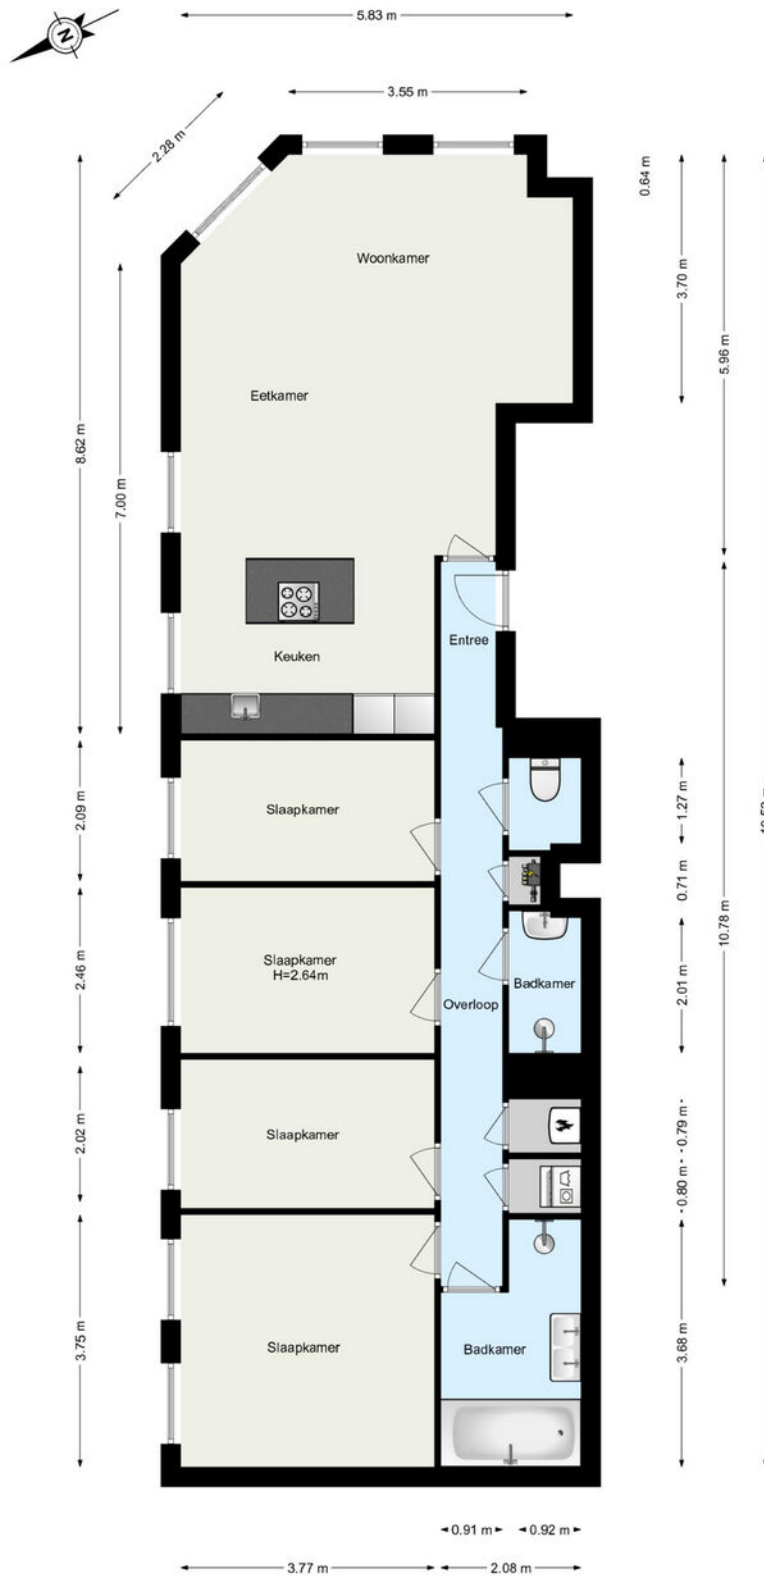 5.83 m
N
3.55 m
2.28 m
0.64 m
Woonkamer
3.70 m
5.96 m
Eetkamer
8.62 m
7.00 m
Entree
Keuken
Slaapkamer
2.09 m
1.27 m
0.71 m
10.78 m
Slaapkamer
H=2.64m
2.46 m
Badkamer
Overloop
2.01 m
Slaapkamer
2.02 m
0.79 m
0.80 m
Slaapkamer
3.75 m
Badkamer
3.68 m
0.91 m
0.92 m
3.77 m
2.08 m